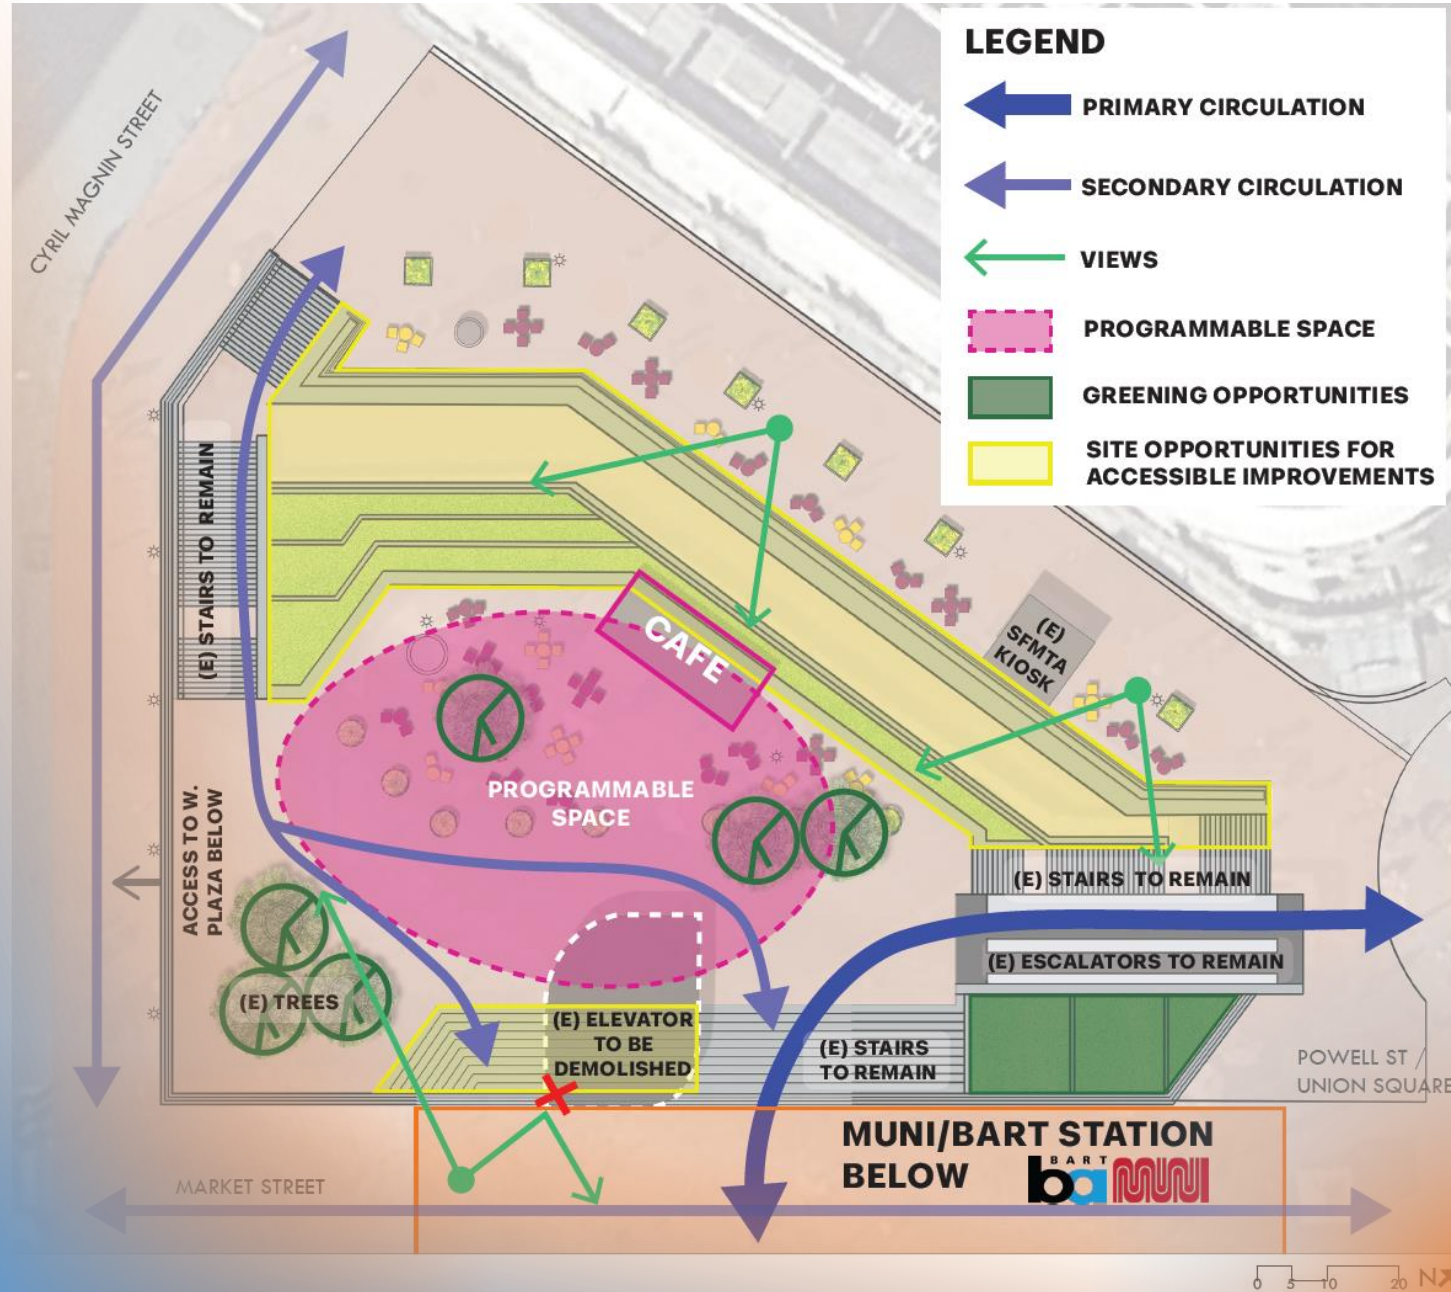 LEGEND
PRIMARY CIRCULATION
SECONDARY CIRCULATION
VIEWS
PROGRAMMABLE SPACE
GREENING OPPORTUNITIES
SITE OPPORTUNITIES FOR
ACCESSIBLE IMPROVEMENTS
CYRIL MAGNIN STREET
(E) STAIRS TO REMAIN
CAFE
(E)
SFMTA
KIOSK
PROGRAMMABLE
SPACE
ACCESS TO W.
PLAZA BELOW
(E) STAIRS TO REMAIN
(E) ESCALATORS TO REMAIN
(E) TREES
(E) ELEVATOR
TO BE
DEMOLISHED
(E) STAIRS
TO REMAIN
POWELL ST /
UNION SQUARE
MUNI/BART STATION
BELOW
BART
ba
MUNI
MARKET STREET
0 5 10 20 N